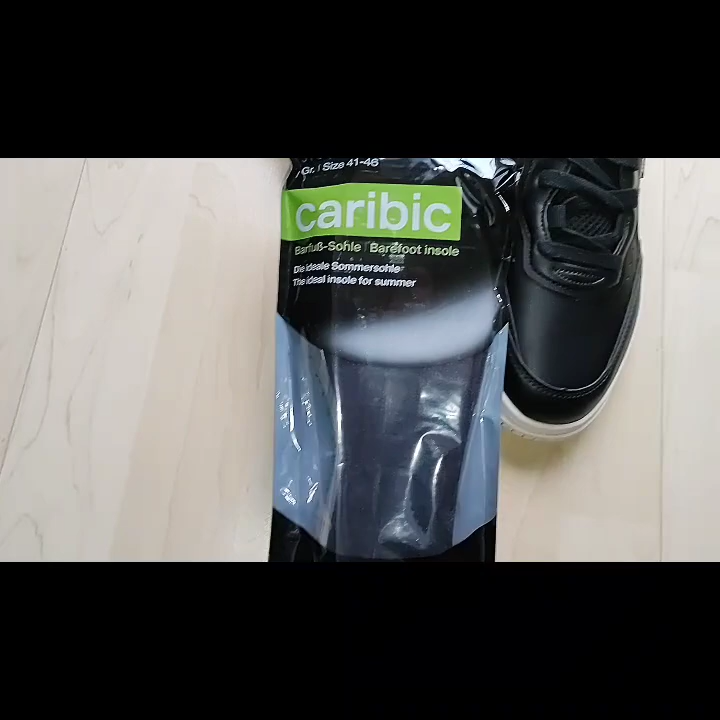 Gr. | Size 41-46
caribic
Barfuß-Sohle | Barefoot insole
Die ideale Sommersohle
The ideal insole for summer